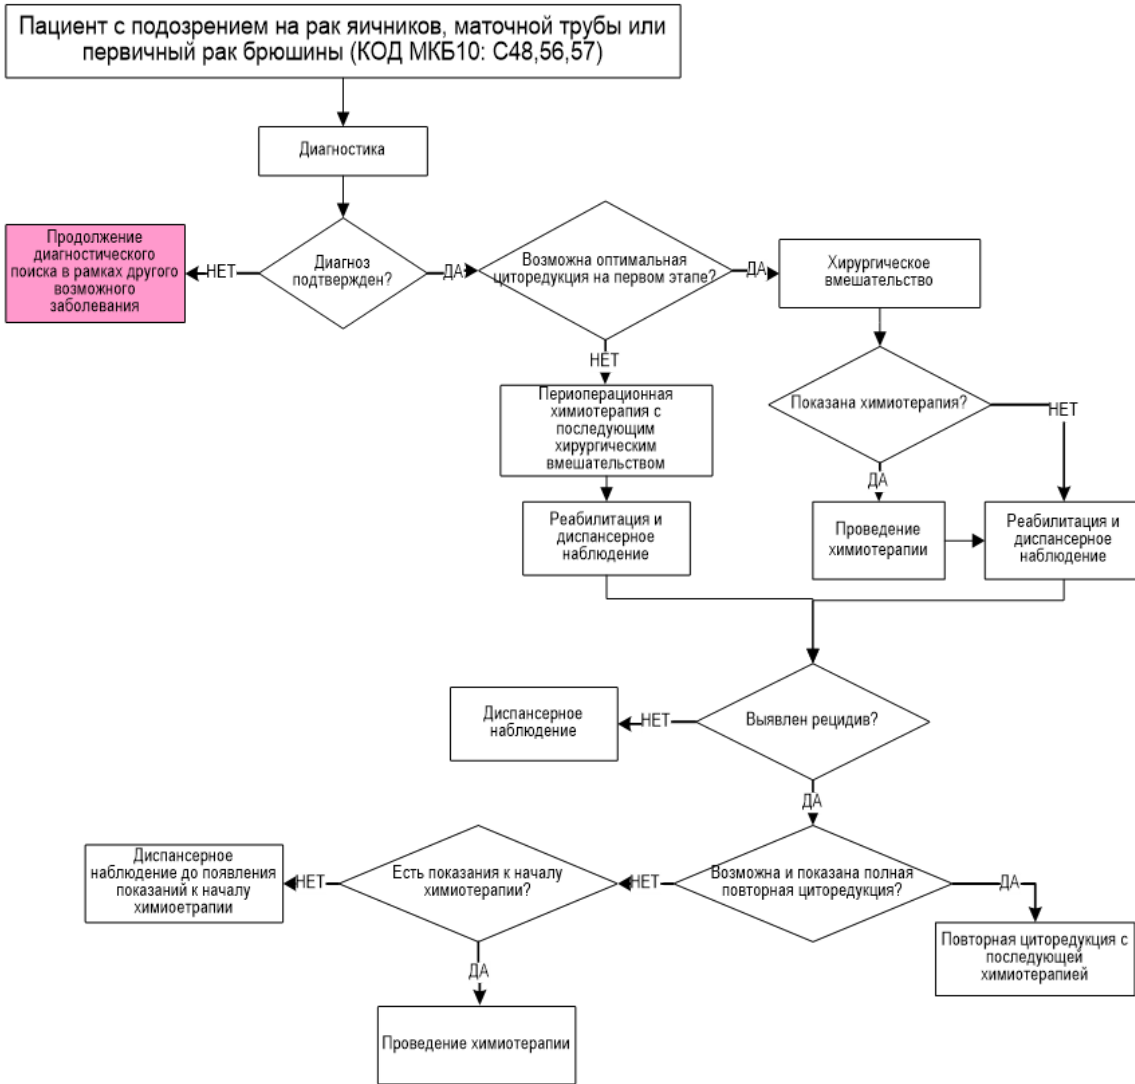 Пациент с подозрением на рак яичников, маточной трубы или
первичный рак брюшины (КОД МКБ10: С48,56,57)
Диагностика
Продолжение
диагностического
поиска в рамках другого
возможного
заболевания
НЕТ
Диагноз
подтвержден?
ДА
Возможна оптимальная
циторедукция на первом этапе?
ДА
Хирургическое
вмешательство
НЕТ
Периоперационная
химиотерапия с
последующим
хирургическим
вмешательством
Показана химиотерапия?
НЕТ
ДА
Реабилитация и
диспансерное
наблюдение
Проведение
химиотерапии
Реабилитация и
диспансерное
наблюдение
Диспансерное
наблюдение
НЕТ
Выявлен рецидив?
ДА
Диспансерное
наблюдение до появления
показаний к началу
химиоетрапии
НЕТ
Есть показания к началу
химиотерапии?
НЕТ
Возможна и показана полная
повторная циторедукция?
ДА
Повторная циторедукция с
последующей
химиотерапией
ДА
Проведение химиотерапии